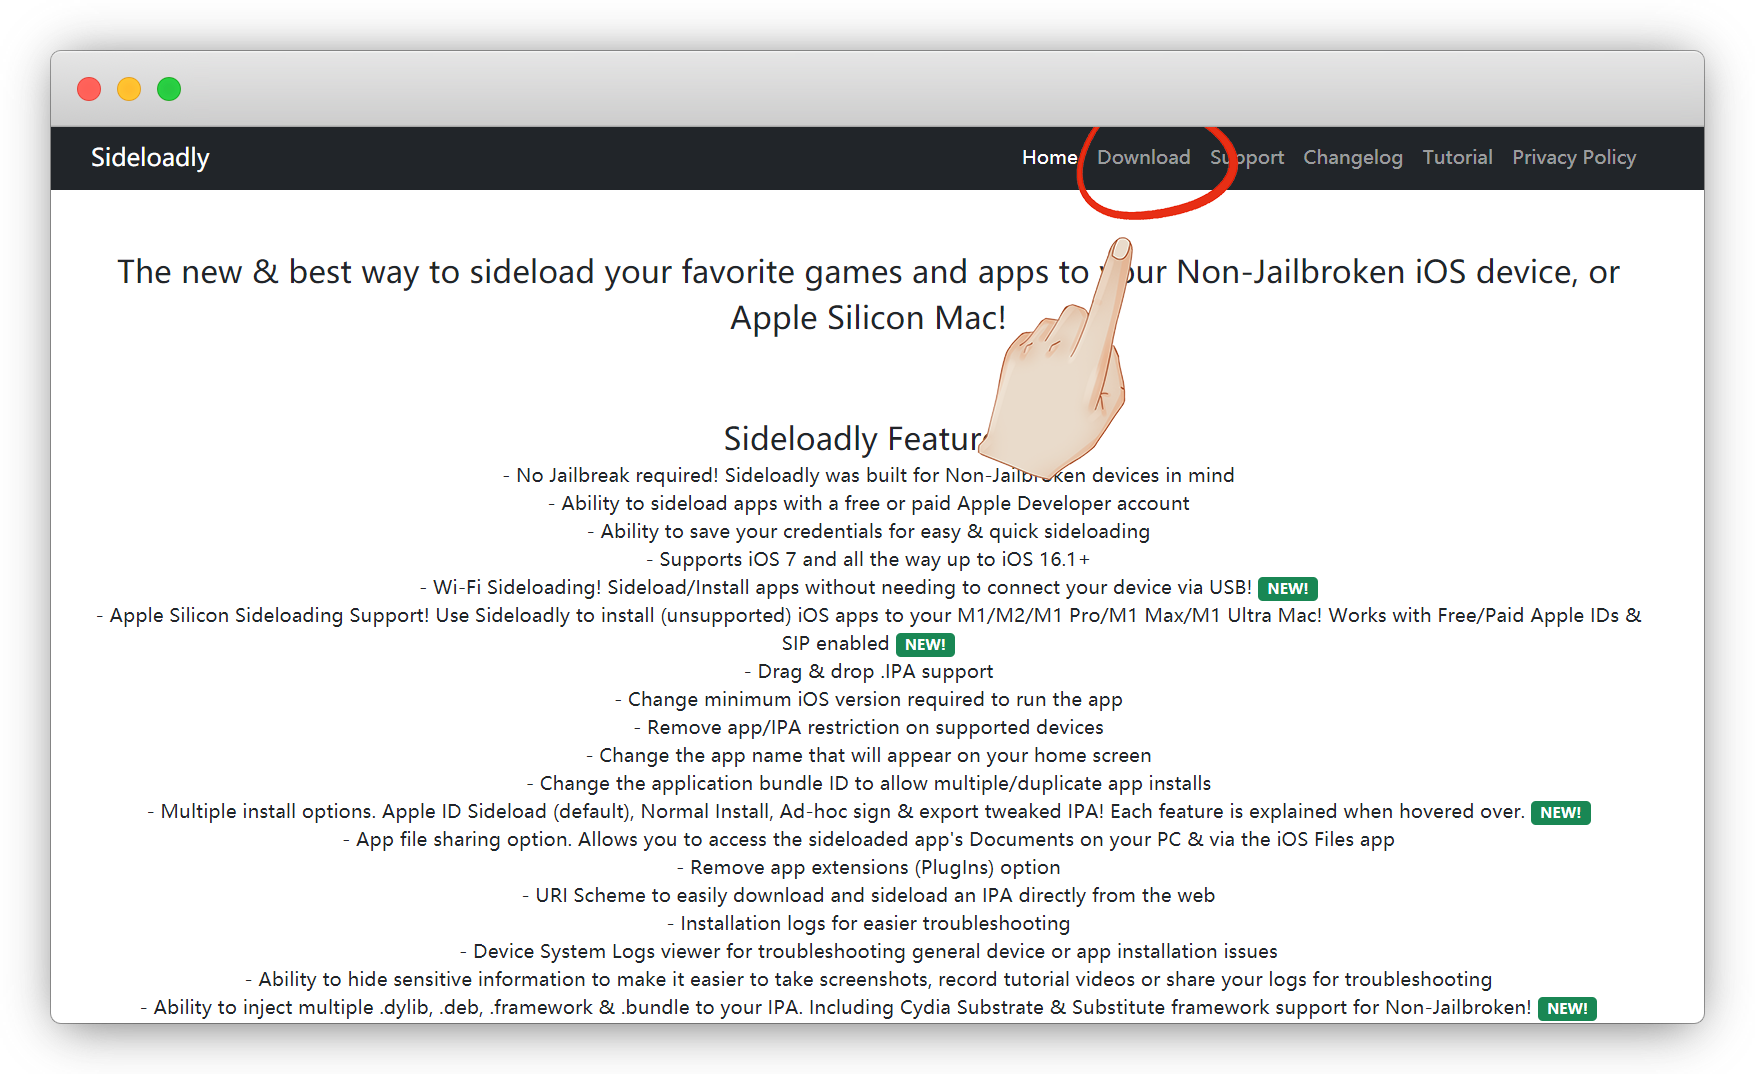 Sideloadly
Home Download Support Changelog Tutorial Privacy Policy
The new & best way to sideload your favorite games and apps to your Non-Jailbroken iOS device, or
Apple Silicon Mac!
Sideloadly Featur
- No Jailbreak required! Sideloadly was built for Non-Jailbroken devices in mind
- Ability to sideload apps with a free or paid Apple Developer account
- Ability to save your credentials for easy & quick sideloading
- Supports iOS 7 and all the way up to iOS 16.1+
- Wi-Fi Sideloading! Sideload/Install apps without needing to connect your device via USB! NEW!
- Apple Silicon Sideloading Support! Use Sideloadly to install (unsupported) iOS apps to your M1/M2/M1 Pro/M1 Max/M1 Ultra Mac! Works with Free/Paid Apple IDs &
SIP enabled NEW!
- Drag & drop .IPA support
- Change minimum iOS version required to run the app
- Remove app/IPA restriction on supported devices
- Change the app name that will appear on your home screen
- Change the application bundle ID to allow multiple/duplicate app installs
- Multiple install options. Apple ID Sideload (default), Normal Install, Ad-hoc sign & export tweaked IPA! Each feature is explained when hovered over. NEW!
- App file sharing option. Allows you to access the sideloaded app's Documents on your PC & via the iOS Files app
- Remove app extensions (PlugIns) option
- URI Scheme to easily download and sideload an IPA directly from the web
- Installation logs for easier troubleshooting
- Device System Logs viewer for troubleshooting general device or app installation issues
- Ability to hide sensitive information to make it easier to take screenshots, record tutorial videos or share your logs for troubleshooting
- Ability to inject multiple .dylib, .deb, .framework & .bundle to your IPA. Including Cydia Substrate & Substitute framework support for Non-Jailbroken! NEW!